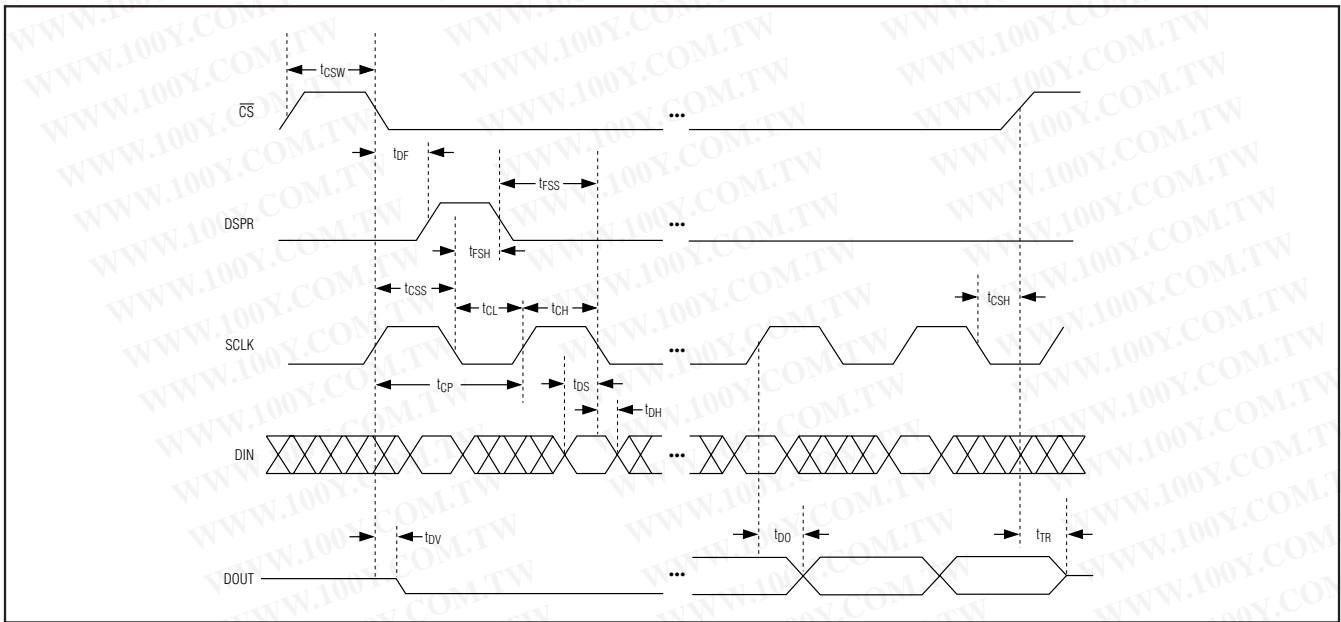 tCSW
CS
tDF
tFSS
DSPR
tFSH
tCSS
tCL
tCH
tCSH
SCLK
tCP
tDS
tDH
DIN
tDV
tDO
tTR
DOUT
WWW.100Y.COM.TW